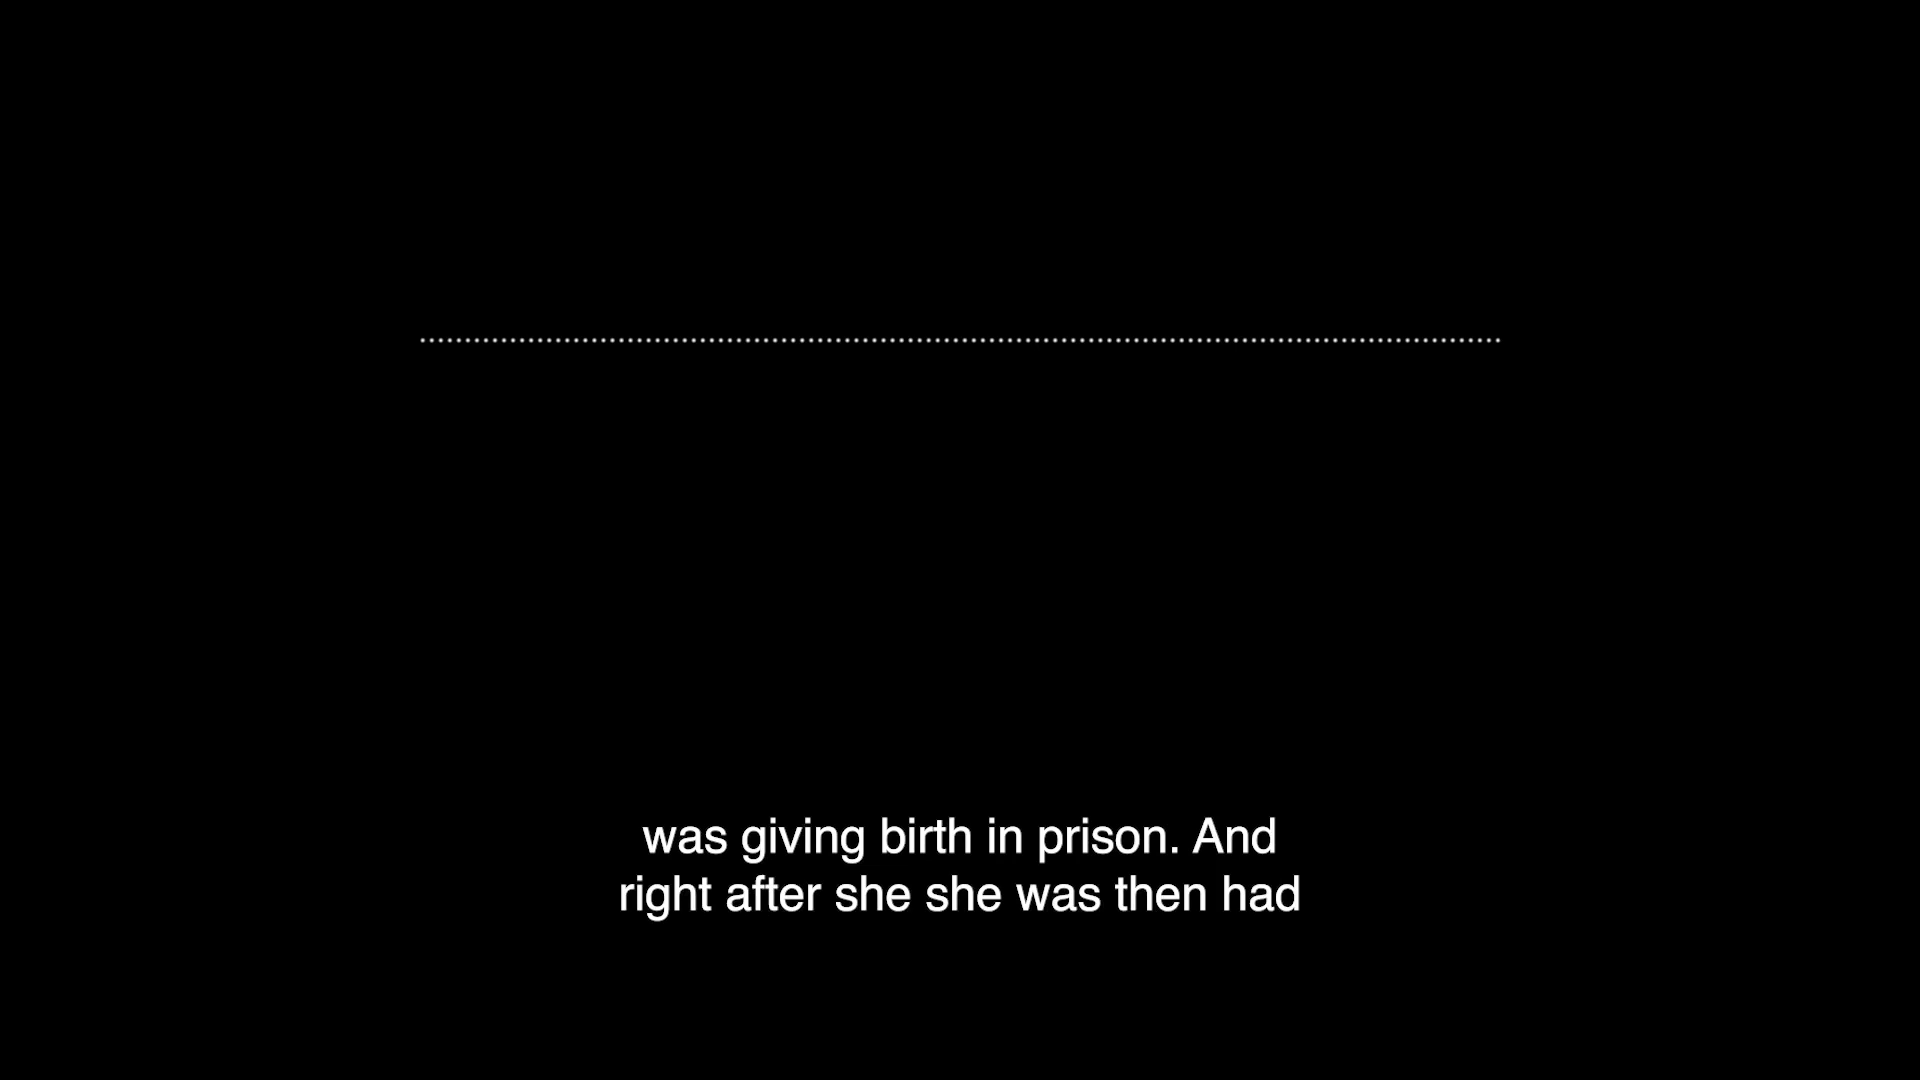 was giving birth in prison. And
right after she she was then had